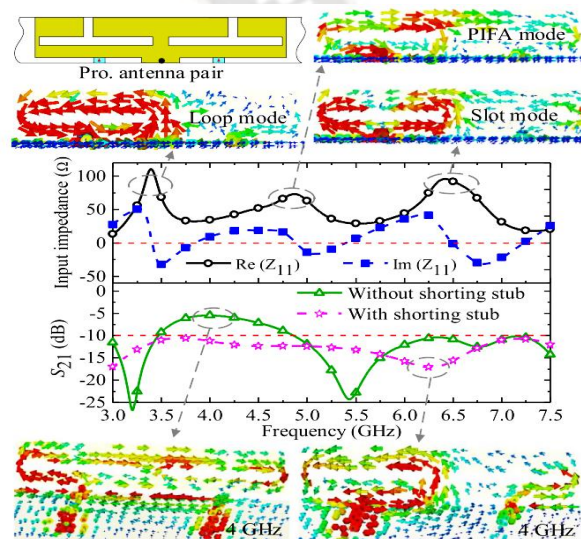 Pro. antenna pair
PIFA mode
Loop mode
Slot mode
Input impedance (Ω)
100
50
0
-50
Re (Z11)
Im (Z11)
S21 (dB)
0
-5
-10
-15
-20
-25
Without shorting stub
With shorting stub
3.0 3.5 4.0 4.5 5.0 5.5 6.0 6.5 7.0 7.5
Frequency (GHz)
4 GHz
4 GHz